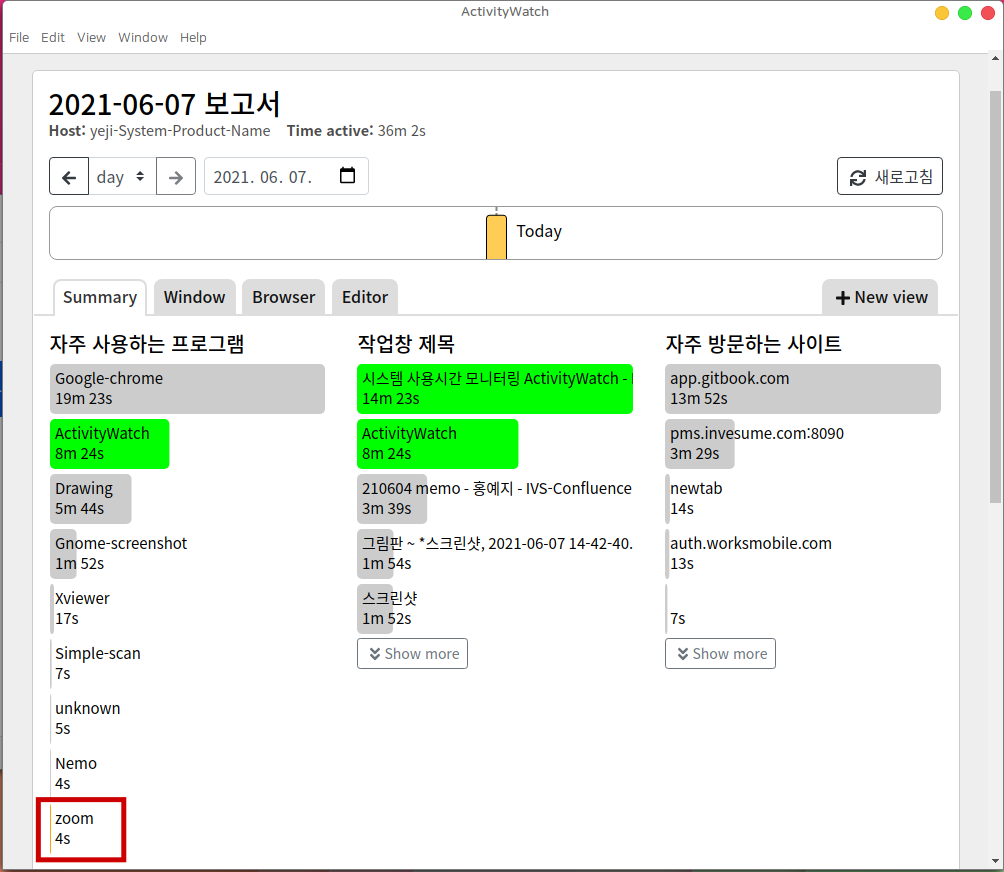 ActivityWatch
File Edit View Window Help
2021-06-07 보고서
Host: yeji-System-Product-Name Time active: 36m 2s
day
2021. 06. 07.
새로고침
Today
Summary Window Browser Editor
New view
자주 사용하는 프로그램
Google-chrome
19m 23s
ActivityWatch
8m 24s
Drawing
5m 44s
Gnome-screenshot
1m 52s
Xviewer
17s
Simple-scan
7s
unknown
5s
Nemo
4s
zoom
4s
작업창 제목
시스템 사용시간 모니터링 ActivityWatch -
14m 23s
ActivityWatch
8m 24s
210604 memo - 홍예지 - IVS-Confluence
3m 39s
그림판 ~ *스크린샷, 2021-06-07 14-42-40.
1m 54s
스크린샷
1m 52s
Show more
자주 방문하는 사이트
app.gitbook.com
13m 52s
pms.invesume.com:8090
3m 29s
newtab
14s
auth.worksmobile.com
13s
7s
Show more